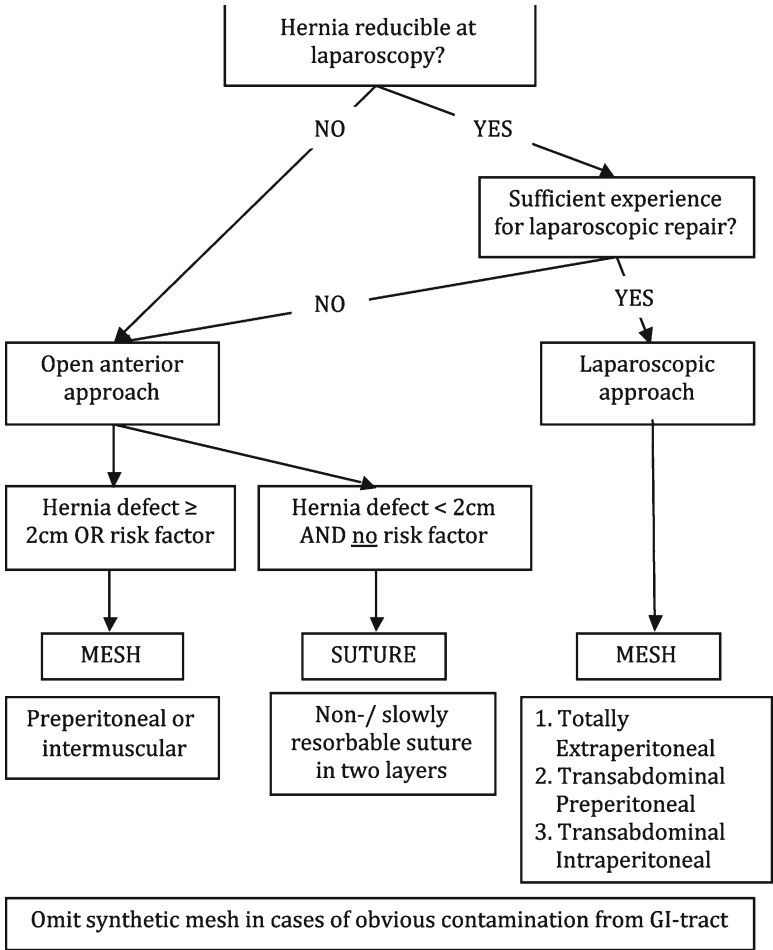 Hernia reducible at
laparoscopy?
NO
YES
Sufficient experience
for laparoscopic repair?
NO
YES
Open anterior
approach
Laparoscopic
approach
Hernia defect ≥
2cm OR risk factor
Hernia defect < 2cm
AND no risk factor
MESH
SUTURE
MESH
Preperitoneal or
intermuscular
Non-/ slowly
resorbable suture
in two layers
1. Totally
Extraperitoneal
2. Transabdominal
Preperitoneal
3. Transabdominal
Intraperitoneal
Omit synthetic mesh in cases of obvious contamination from GI-tract